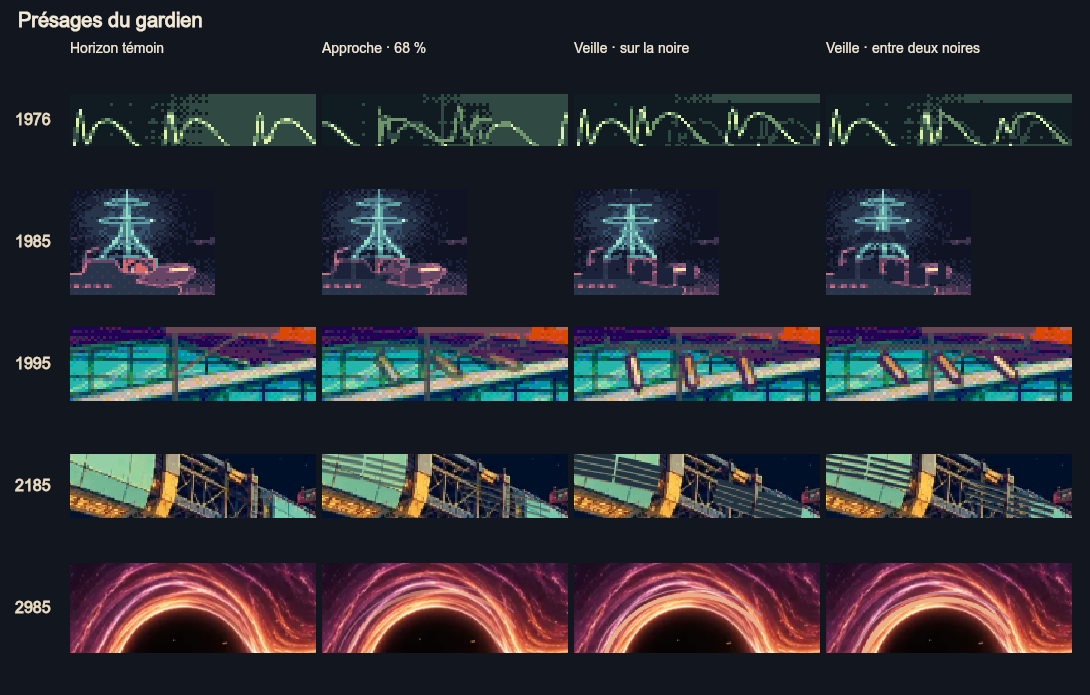 Présages du gardien
Horizon témoin
Approche · 68 %
Veille · sur la noire
Veille · entre deux noires
1976
1985
1995
2185
2985